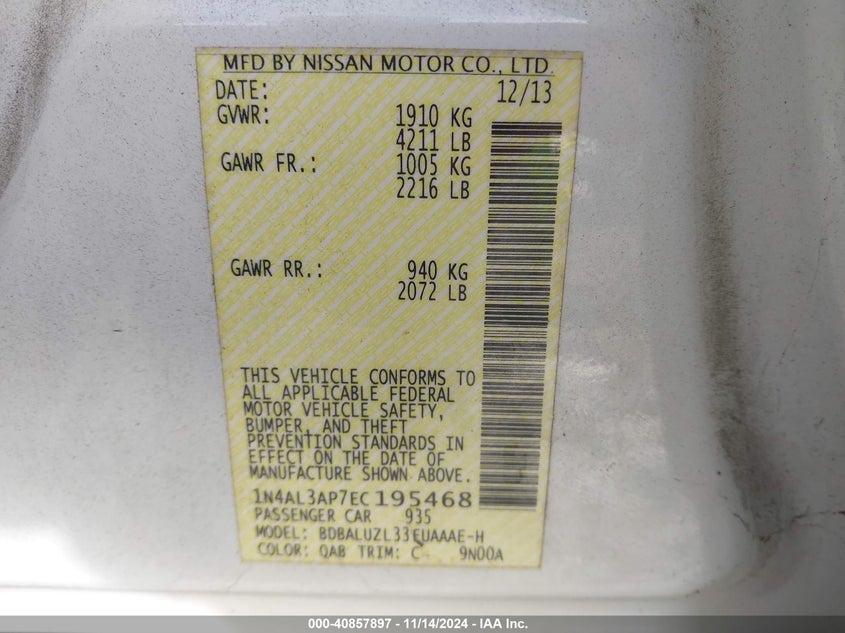 MFD BY NISSAN MOTOR CO., LTD.
DATE: 12/13
GVWR: 1910 KG
4211 LB
GAWR FR.: 1005 KG
2216 LB
GAWR RR.: 940 KG
2072 LB
THIS VEHICLE CONFORMS TO
ALL APPLICABLE FEDERAL
MOTOR VEHICLE SAFETY,
BUMPER, AND THEFT
PREVENTION STANDARDS IN
EFFECT ON THE DATE OF
MANUFACTURE SHOWN ABOVE.
1N4AL3AP7EC195468
PASSENGER CAR 935
MODEL: BDBALUZL33EUAAAE-H
COLOR: QAB TRIM: C 9N00A
000-40857897 - 11/14/2024 - IAA Inc.